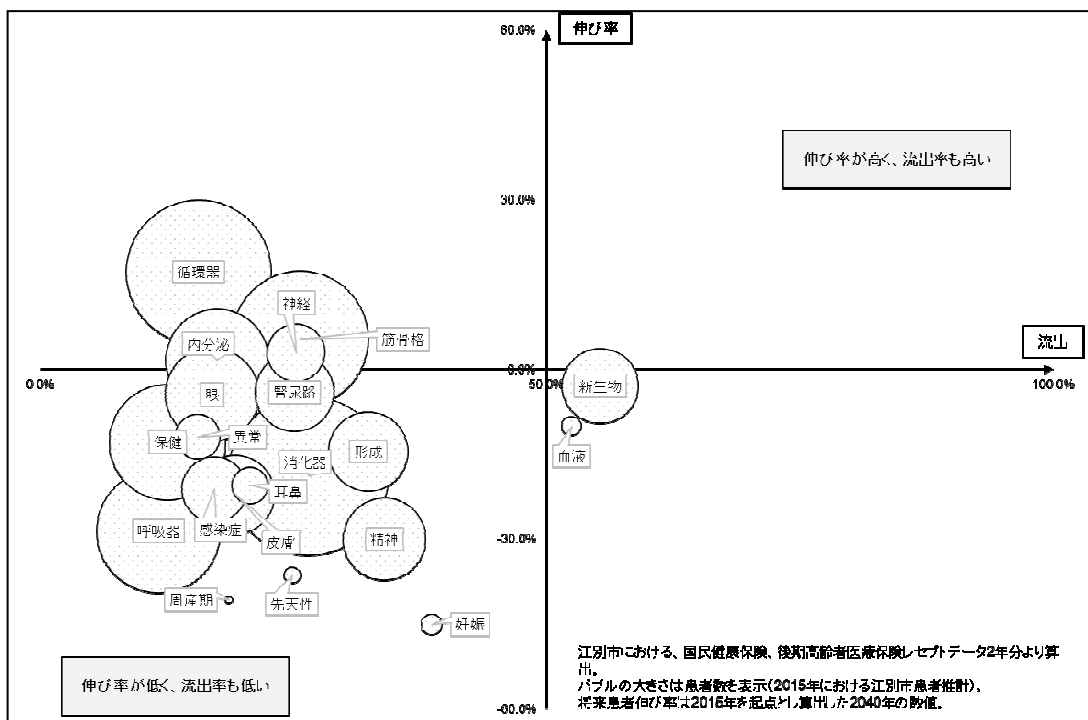 60.0%
伸び率
伸び率が高く、流出率も高い
30.0%
循環器
神経
筋骨格
内分泌
流出
0.0%
0.0%
50.0%
100.0%
新生物
眼
腎尿路
血液
保健
異常
消化器
形成
耳鼻
呼吸器
感染症
皮膚
精神
-30.0%
周産期
先天性
妊娠
伸び率が低く、流出率も低い
江別市における、国民健康保険、後期高齢者医療保険レセプトデータ2年分より算
出。
バブルの大きさは患者数を表示(2015年における江別市患者推計)。
将来患者伸び率は2015年を起点とし算出した2040年の数値。
-60.0%